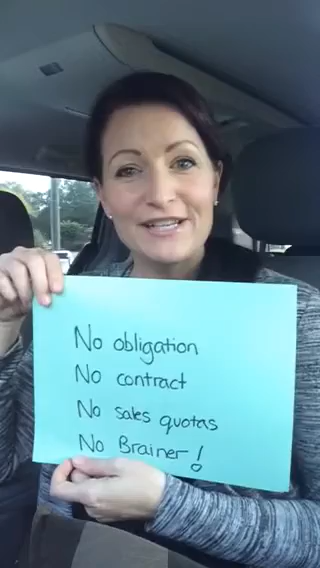 No obligation
No contract
No sales quotas
No Brainer!